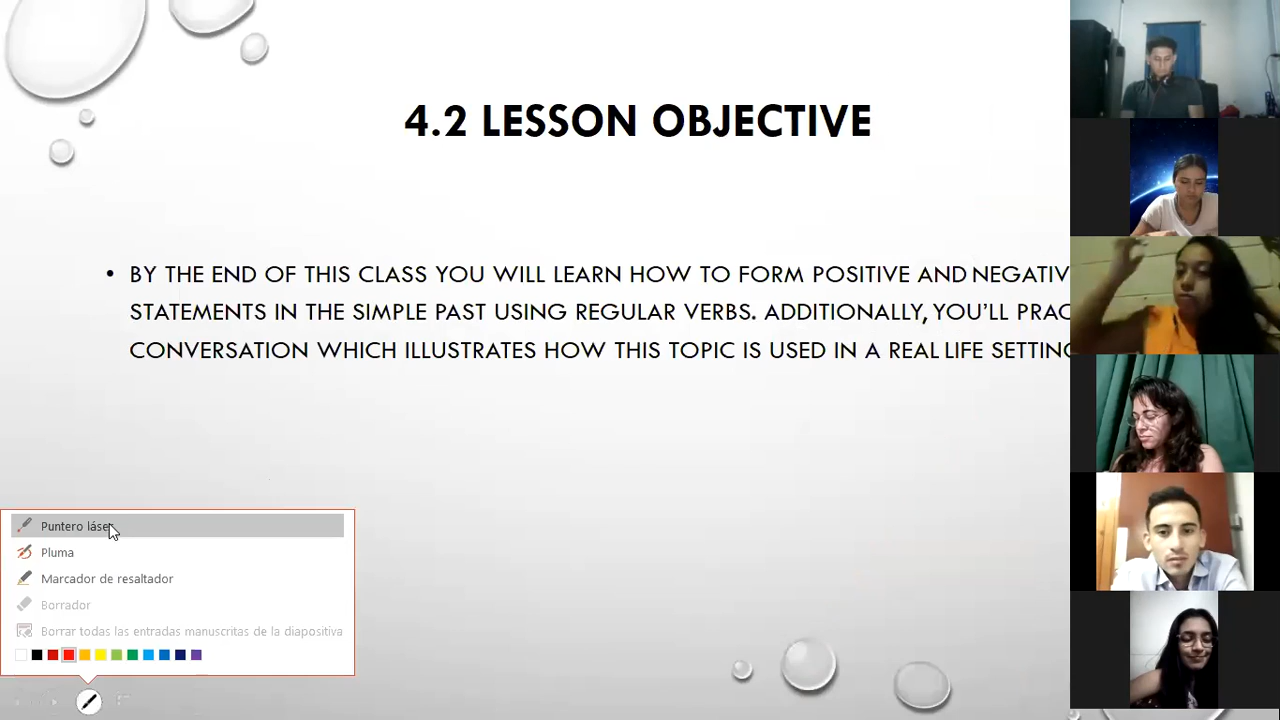 4.2 LESSON OBJECTIVE
• BY THE END OF THIS CLASS YOU WILL LEARN HOW TO FORM POSITIVE AND NEGATIV
STATEMENTS IN THE SIMPLE PAST USING REGULAR VERBS. ADDITIONALLY, YOU'LL PRAC
CONVERSATION WHICH ILLUSTRATES HOW THIS TOPIC IS USED IN A REAL LIFE SETTING
Puntero láser
Pluma
Marcador de resaltador
Borrador
Borrar todas las entradas manuscritas de la diapositiva